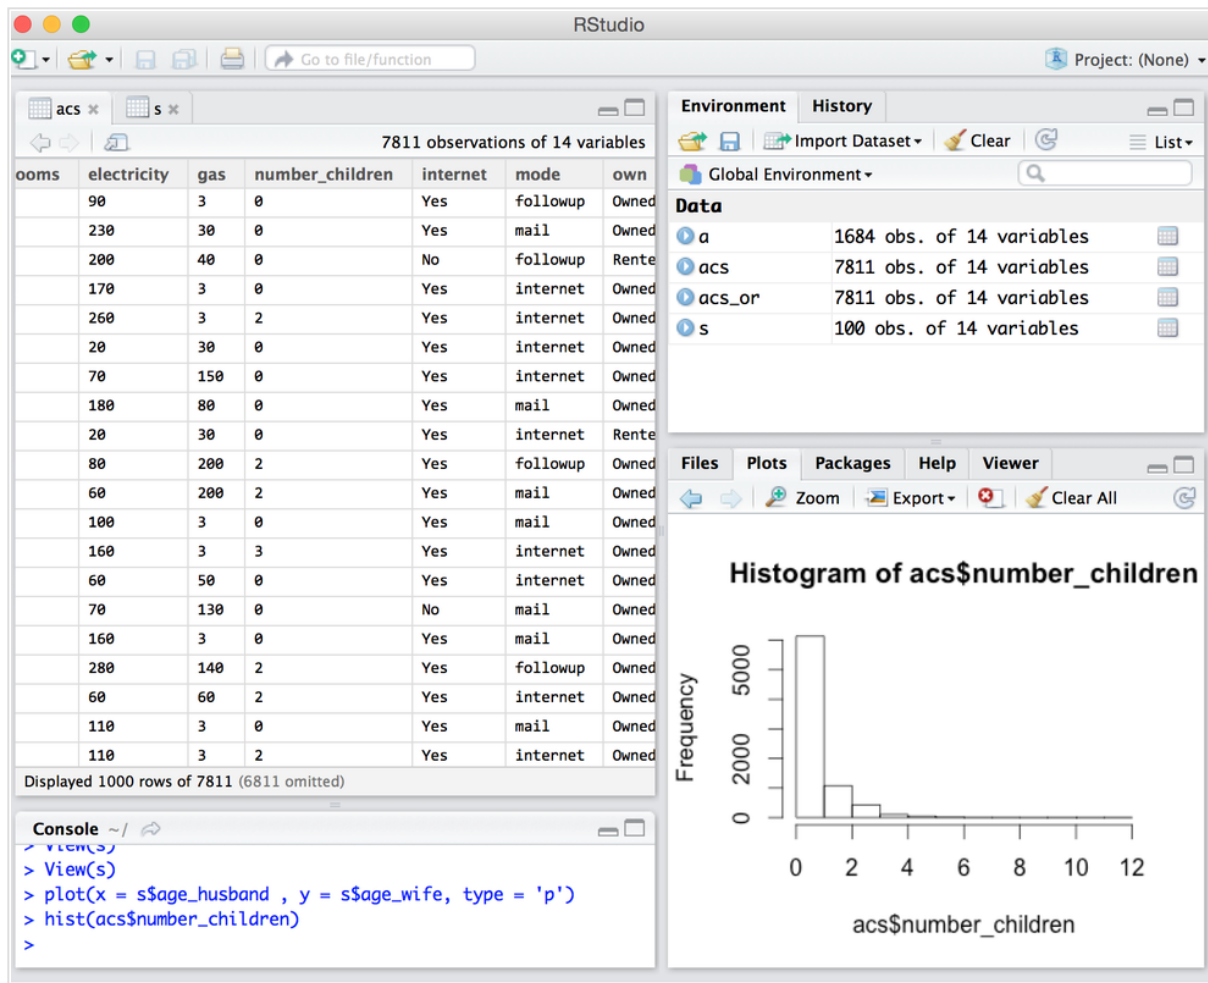 RStudio
Go to file/function
Project: (None)
acs
s
7811 observations of 14 variables
ooms electricity gas number_children internet mode own
90 3 0 Yes followup Owned
230 30 0 Yes mail Owned
200 40 0 No followup Rente
170 3 0 Yes internet Owned
260 3 2 Yes internet Owned
20 30 0 Yes internet Owned
70 150 0 Yes internet Owned
180 80 0 Yes mail Owned
20 30 0 Yes internet Rente
80 200 2 Yes followup Owned
60 200 2 Yes mail Owned
100 3 0 Yes mail Owned
160 3 3 Yes internet Owned
60 50 0 Yes internet Owned
70 130 0 No mail Owned
160 3 0 Yes mail Owned
280 140 2 Yes followup Owned
60 60 2 Yes internet Owned
110 3 0 Yes mail Owned
110 3 2 Yes internet Owned
Displayed 1000 rows of 7811 (6811 omitted)
Console ~/
> View(s)
> View(s)
> plot(x = s$age_husband , y = s$age_wife, type = 'p')
> hist(acs$number_children)
>
Environment History
Import Dataset Clear List
Global Environment
Data
a 1684 obs. of 14 variables
acs 7811 obs. of 14 variables
acs_or 7811 obs. of 14 variables
s 100 obs. of 14 variables
Files Plots Packages Help Viewer
Zoom Export Clear All
Histogram of acs$number_children
Frequency
5000
2000
0
0 2 4 6 8 10 12
acs$number_children